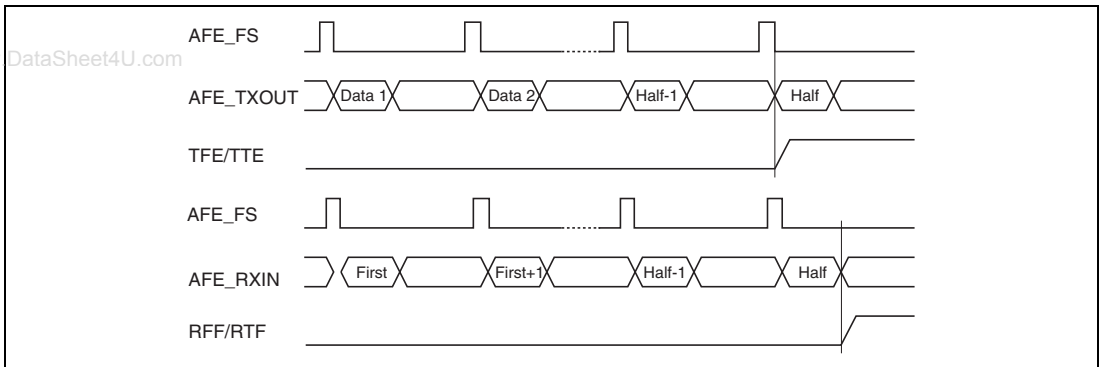 AFE_FS
DataSheet4U.com
AFE_TXOUT Data 1 Data 2 Half-1 Half
TFE/TTE
AFE_FS
AFE_RXIN First First+1 Half-1 Half
RFF/RTF